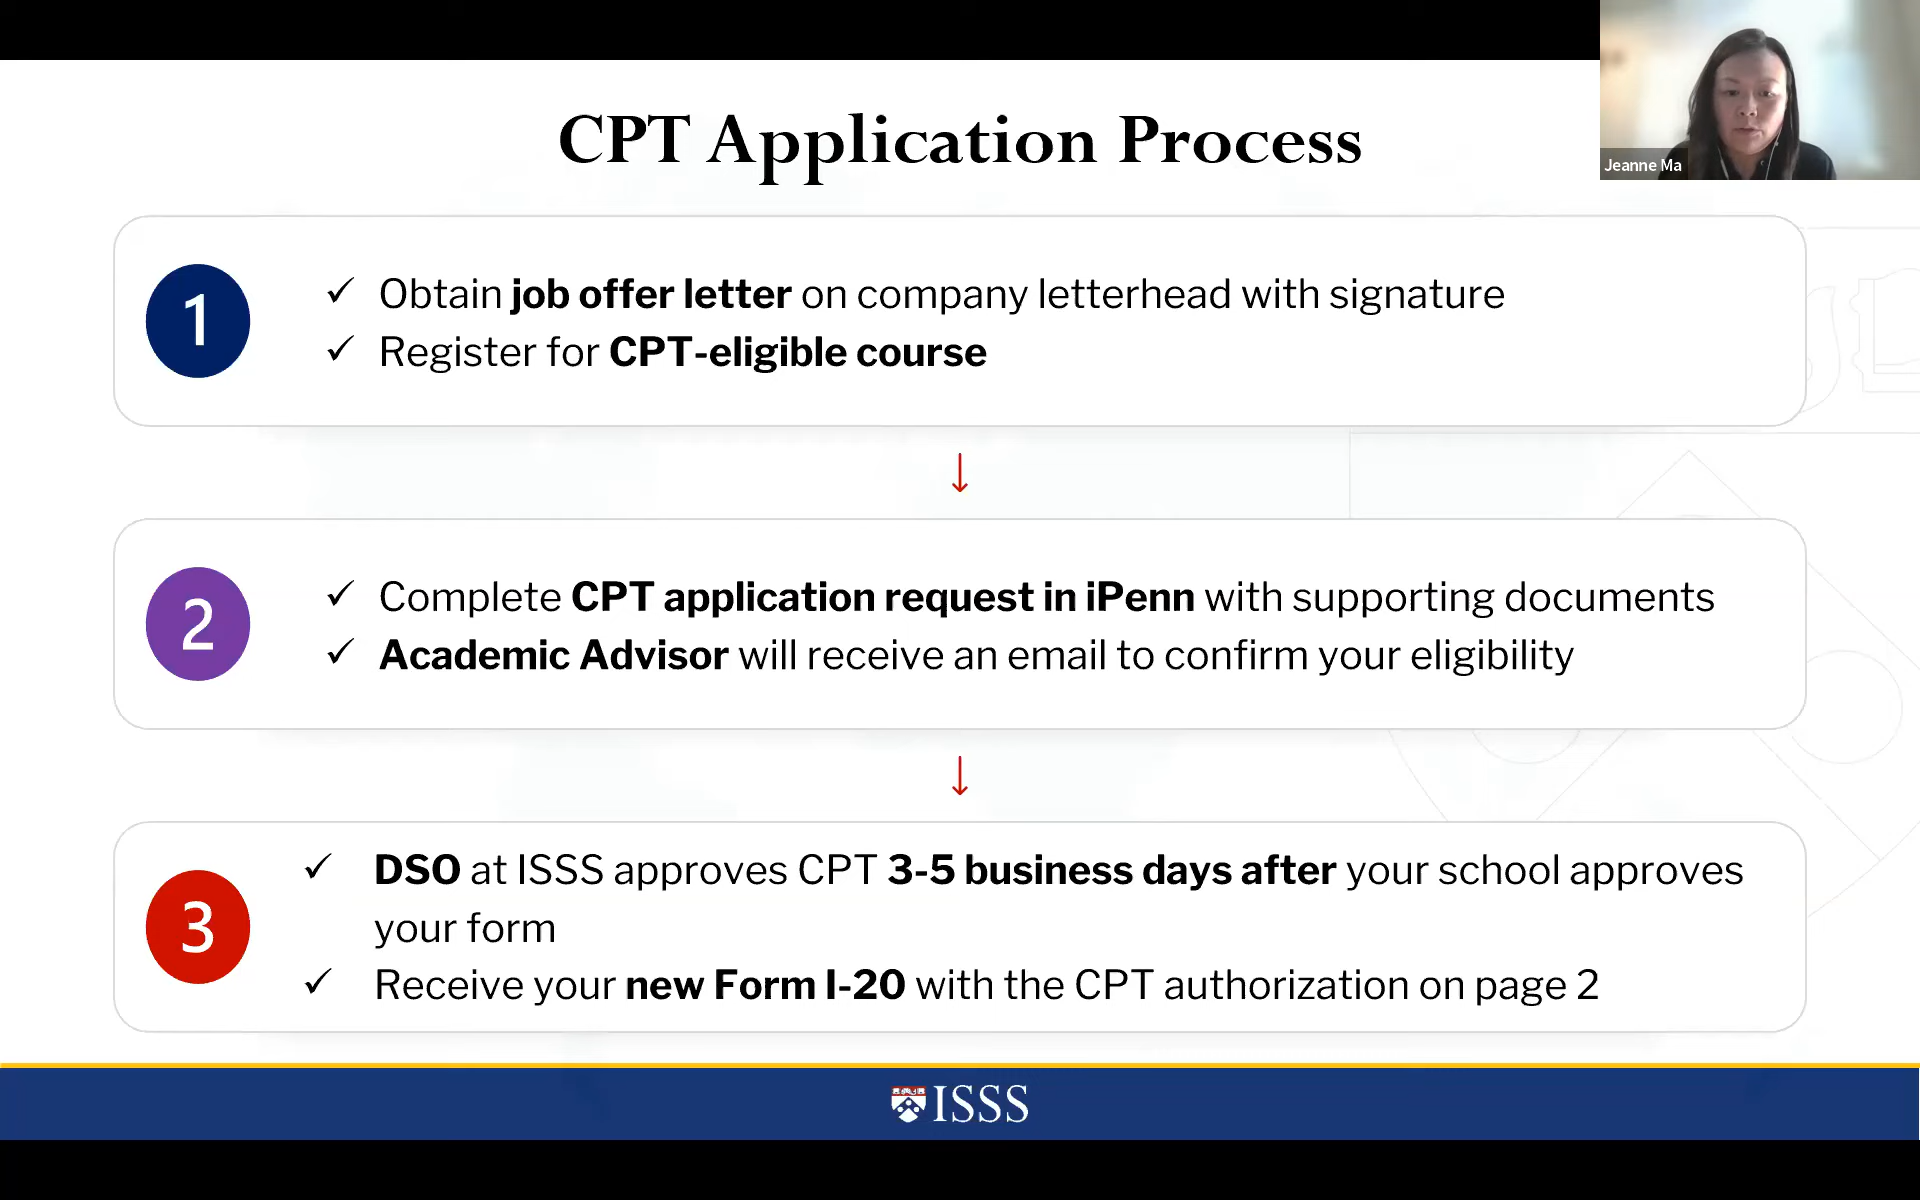 CPT Application Process
Jeanne Ma
1
✓ Obtain job offer letter on company letterhead with signature
✓ Register for CPT-eligible course
↓
2
✓ Complete CPT application request in iPenn with supporting documents
✓ Academic Advisor will receive an email to confirm your eligibility
↓
3
✓ DSO at ISSS approves CPT 3-5 business days after your school approves
your form
✓ Receive your new Form I-20 with the CPT authorization on page 2
ISSS